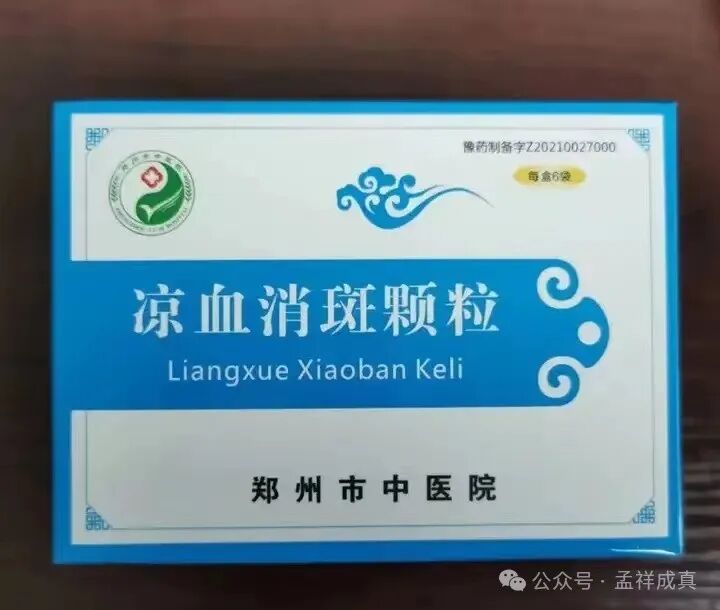 豫药制备字Z20210027000
每盒6袋
凉血消斑颗粒
Liangxue Xiaoban Keli
郑州市中医院
公众号·孟祥成真